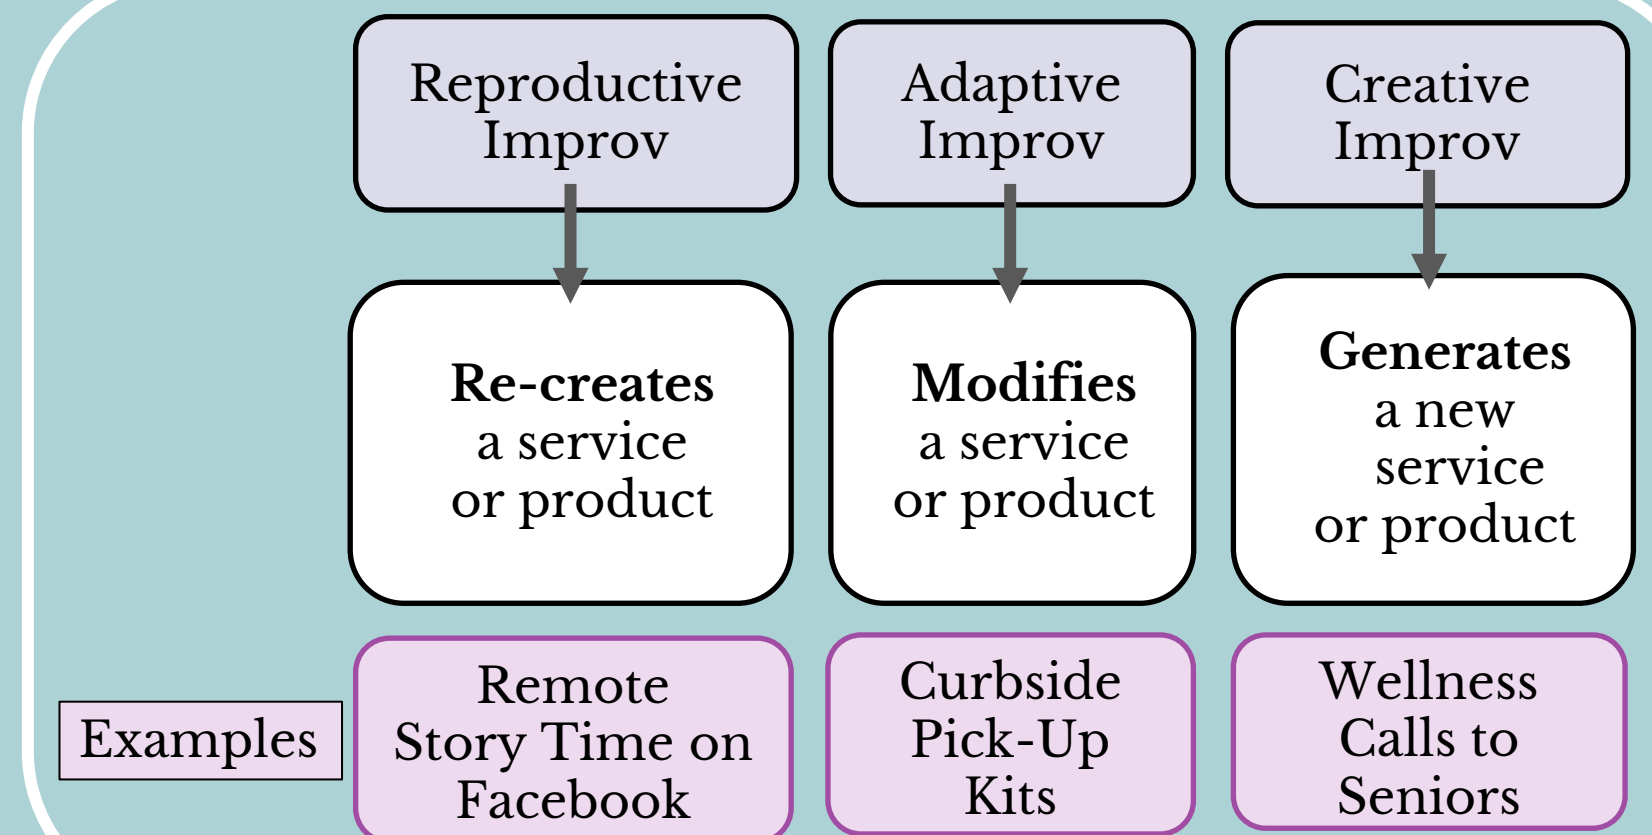 Reproductive
Improv
Adaptive
Improv
Creative
Improv
Re-creates
a service
or product
Modifies
a service
or product
Generates
a new
service
or product
Examples
Remote
Story Time on
Facebook
Curbside
Pick-Up
Kits
Wellness
Calls to
Seniors